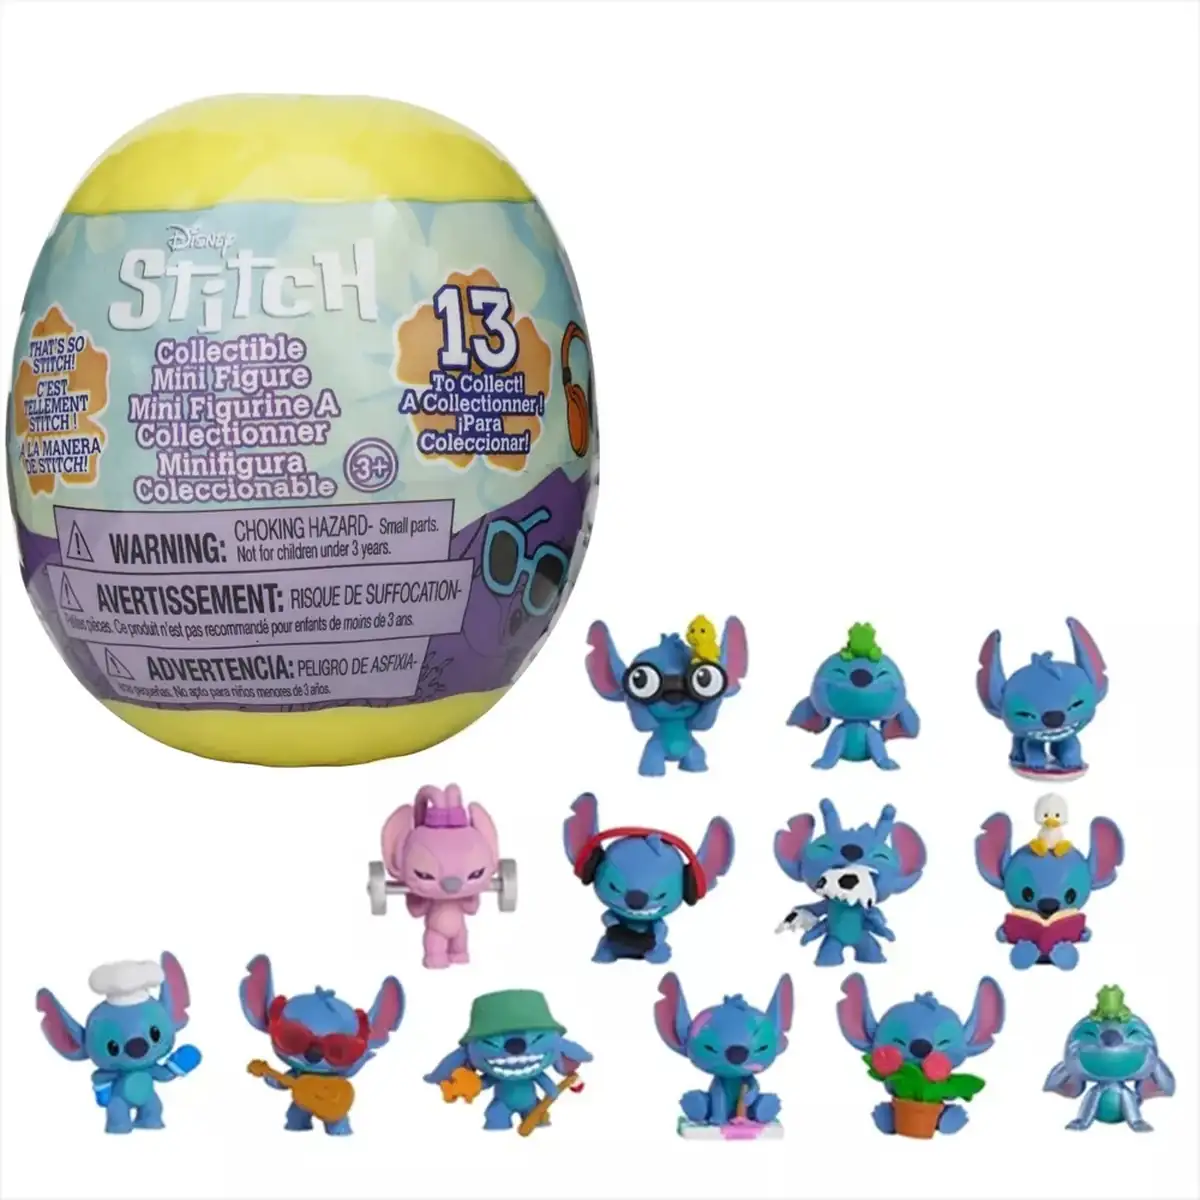 Disney
Stitch
THAT'S SO
STITCH!
C'EST
TELLEMENT
STITCH !
A LA MANERA
DE STITCH!
Collectible
Mini Figure
Mini Figurine A
Collectionner
Minifigura
Coleccionable
3+
13
To Collect!
A Collectionner!
¡Para
Coleccionar!
WARNING: CHOKING HAZARD- Small parts.
Not for children under 3 years.
AVERTISSEMENT: RISQUE DE SUFFOCATION-
Petites pièces. Ce produit n'est pas recommandé pour enfants de moins de 3 ans.
ADVERTENCIA: PELIGRO DE ASFIXIA-
pequeñas. No apto para niños menores de 3 años.